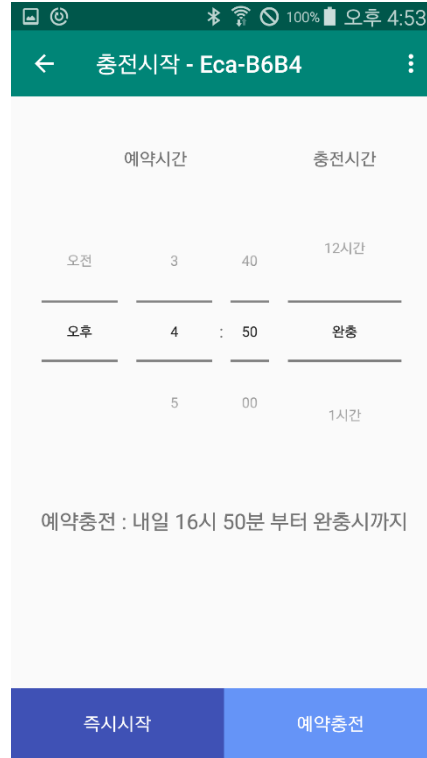 100% 오후 4:53
충전시작 - Eca-B6B4
예약시간 충전시간
오전 3 40 12시간
오후 4 : 50 완충
5 00 1시간
예약충전 : 내일 16시 50분 부터 완충시까지
즉시시작 예약충전